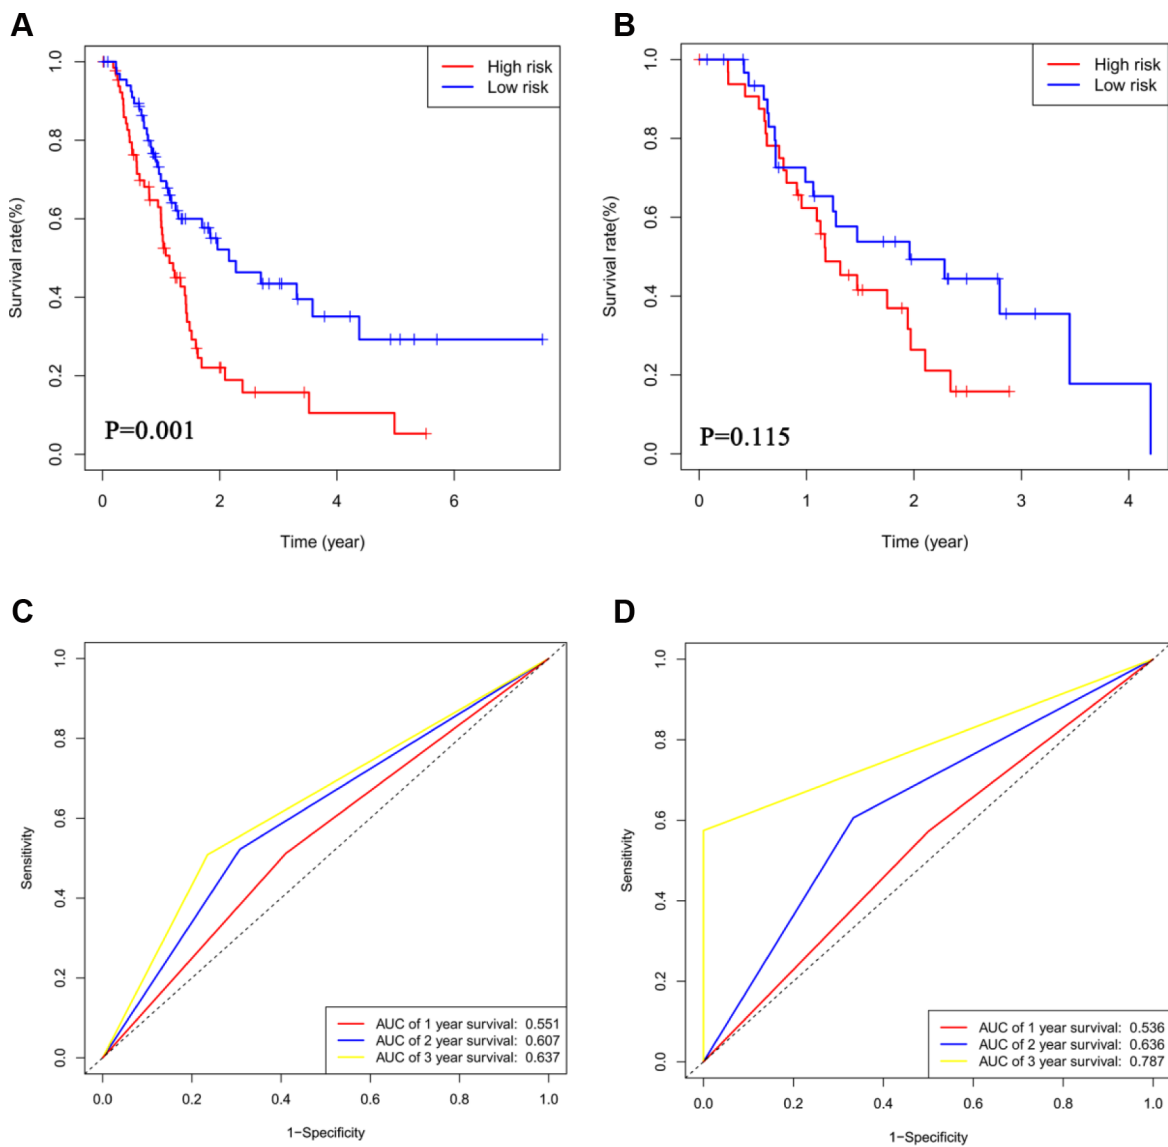 A
High risk
Low risk
P=0.001
Survival rate(%)
0.0 0.2 0.4 0.6 0.8 1.0
0 2 4 6
Time (year)
B
High risk
Low risk
P=0.115
Survival rate(%)
0.0 0.2 0.4 0.6 0.8 1.0
0 1 2 3 4
Time (year)
C
Sensitivity
0.0 0.2 0.4 0.6 0.8 1.0
AUC of 1 year survival: 0.551
AUC of 2 year survival: 0.607
AUC of 3 year survival: 0.637
0.0 0.2 0.4 0.6 0.8 1.0
1-Specificity
D
Sensitivity
0.0 0.2 0.4 0.6 0.8 1.0
AUC of 1 year survival: 0.536
AUC of 2 year survival: 0.636
AUC of 3 year survival: 0.787
0.0 0.2 0.4 0.6 0.8 1.0
1-Specificity